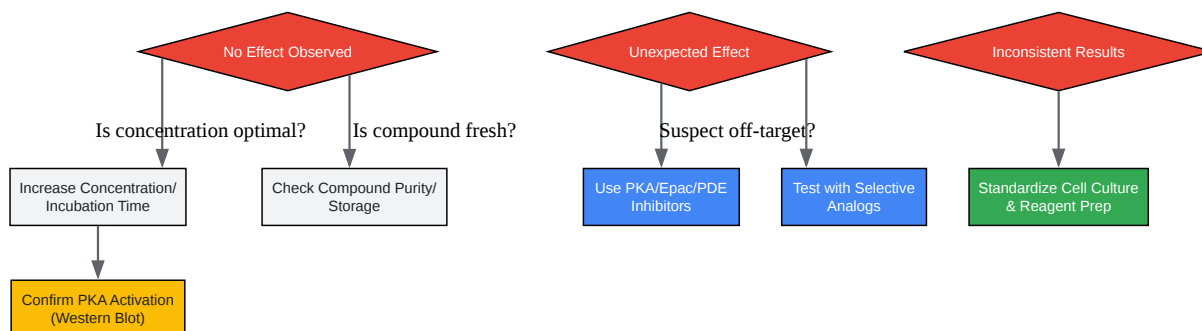 No Effect Observed
Unexpected Effect
Inconsistent Results
Is concentration optimal?
Is compound fresh?
Suspect off-target?
Increase Concentration/
Incubation Time
Check Compound Purity/
Storage
Use PKA/Epac/PDE
Inhibitors
Test with Selective
Analogs
Standardize Cell Culture
& Reagent Prep
Confirm PKA Activation
(Western Blot)